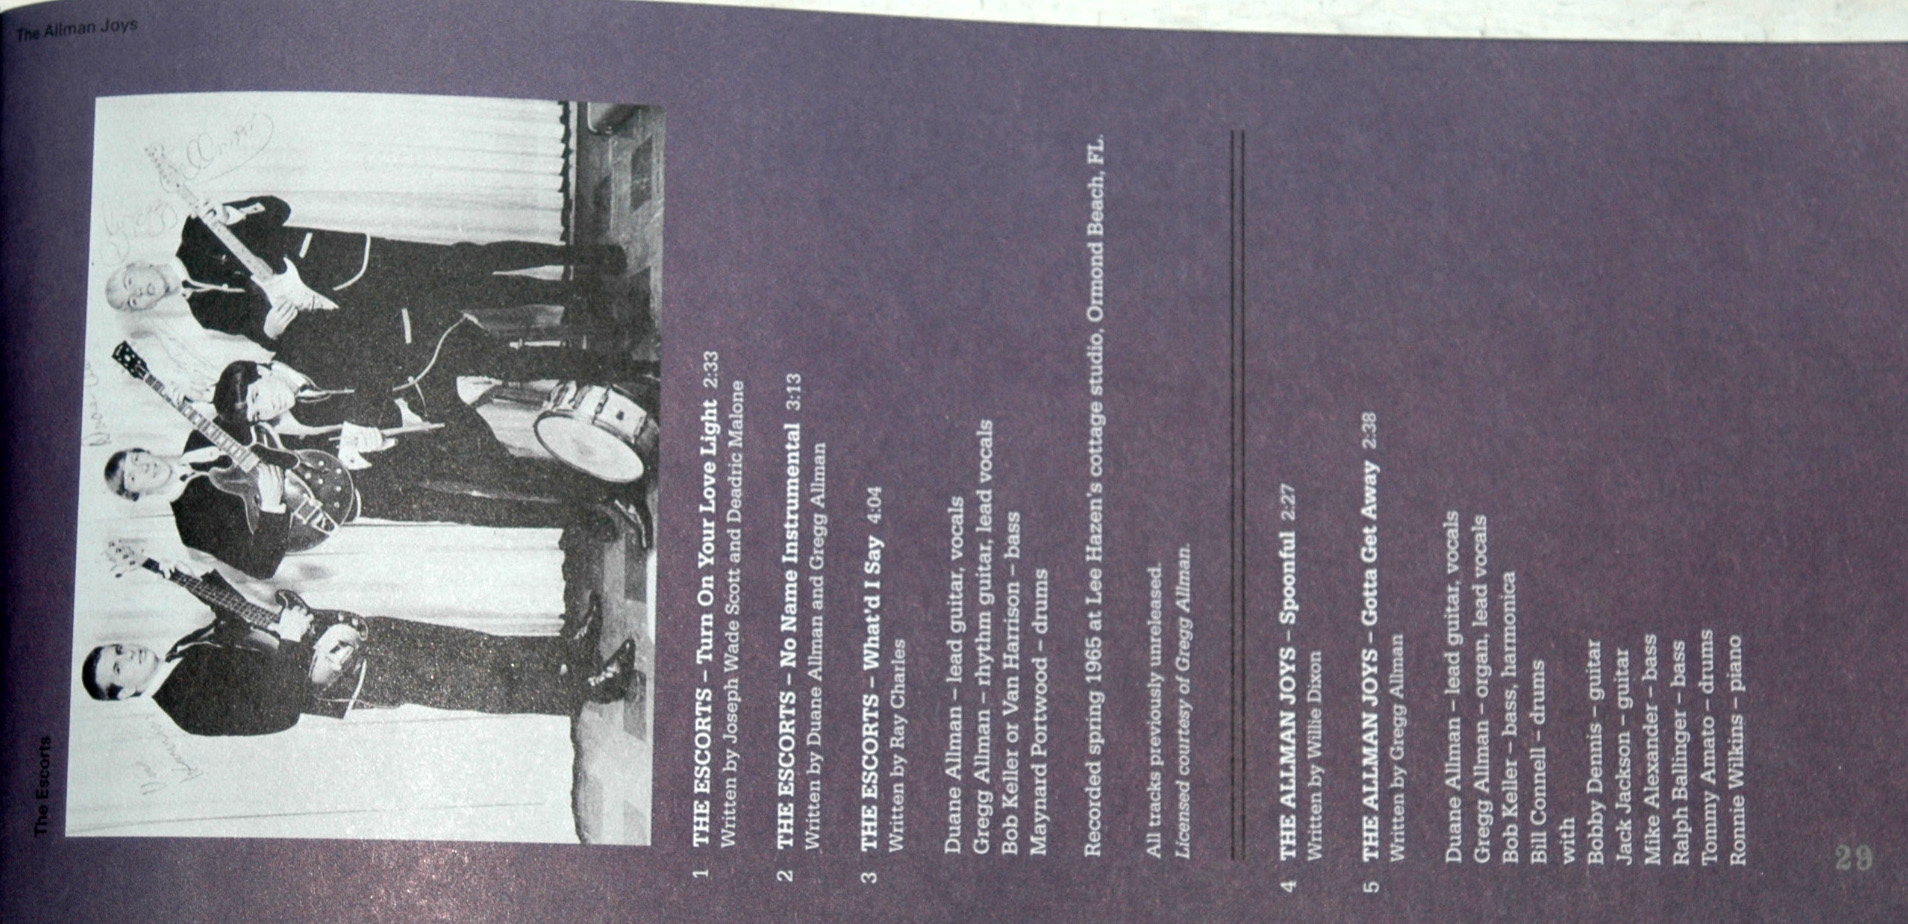 The Allman Joys
The Escorts
Van
Harrison
Allman
1 THE ESCORTS – Turn On Your Love Light 2:33
Written by Joseph Wade Scott and Deadric Malone
2 THE ESCORTS – No Name Instrumental 3:13
Written by Duane Allman and Gregg Allman
3 THE ESCORTS – What'd I Say 4:04
Written by Ray Charles
Duane Allman – lead guitar, vocals
Gregg Allman – rhythm guitar, lead vocals
Bob Keller or Van Harrison – bass
Maynard Portwood – drums
Recorded spring 1965 at Lee Hazen's cottage studio, Ormond Beach, FL.
All tracks previously unreleased.
Licensed courtesy of Gregg Allman.
4 THE ALLMAN JOYS – Spoonful 2:27
Written by Willie Dixon
5 THE ALLMAN JOYS – Gotta Get Away 2:38
Written by Gregg Allman
Duane Allman – lead guitar, vocals
Gregg Allman – organ, lead vocals
Bob Keller – bass, harmonica
Bill Connell – drums
with
Bobby Dennis – guitar
Jack Jackson – guitar
Mike Alexander – bass
Ralph Ballinger – bass
Tommy Amato – drums
Ronnie Wilkins – piano
29